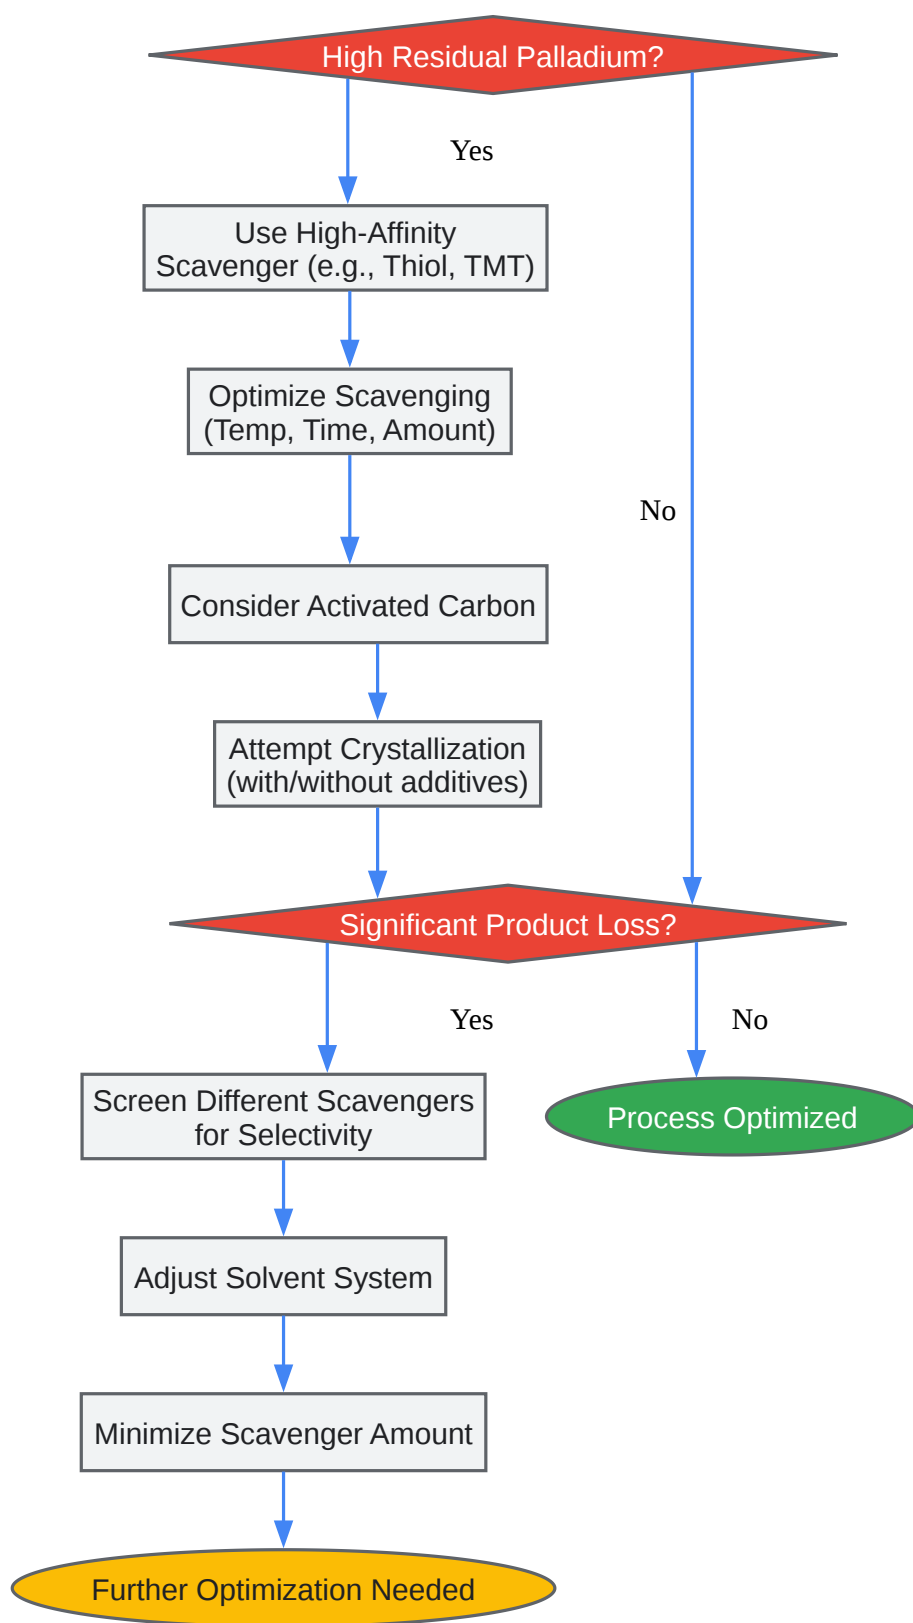 High Residual Palladium?
Yes
Use High-Affinity
Scavenger (e.g., Thiol, TMT)
Optimize Scavenging
(Temp, Time, Amount)
No
Consider Activated Carbon
Attempt Crystallization
(with/without additives)
Significant Product Loss?
Yes
No
Screen Different Scavengers
for Selectivity
Process Optimized
Adjust Solvent System
Minimize Scavenger Amount
Further Optimization Needed